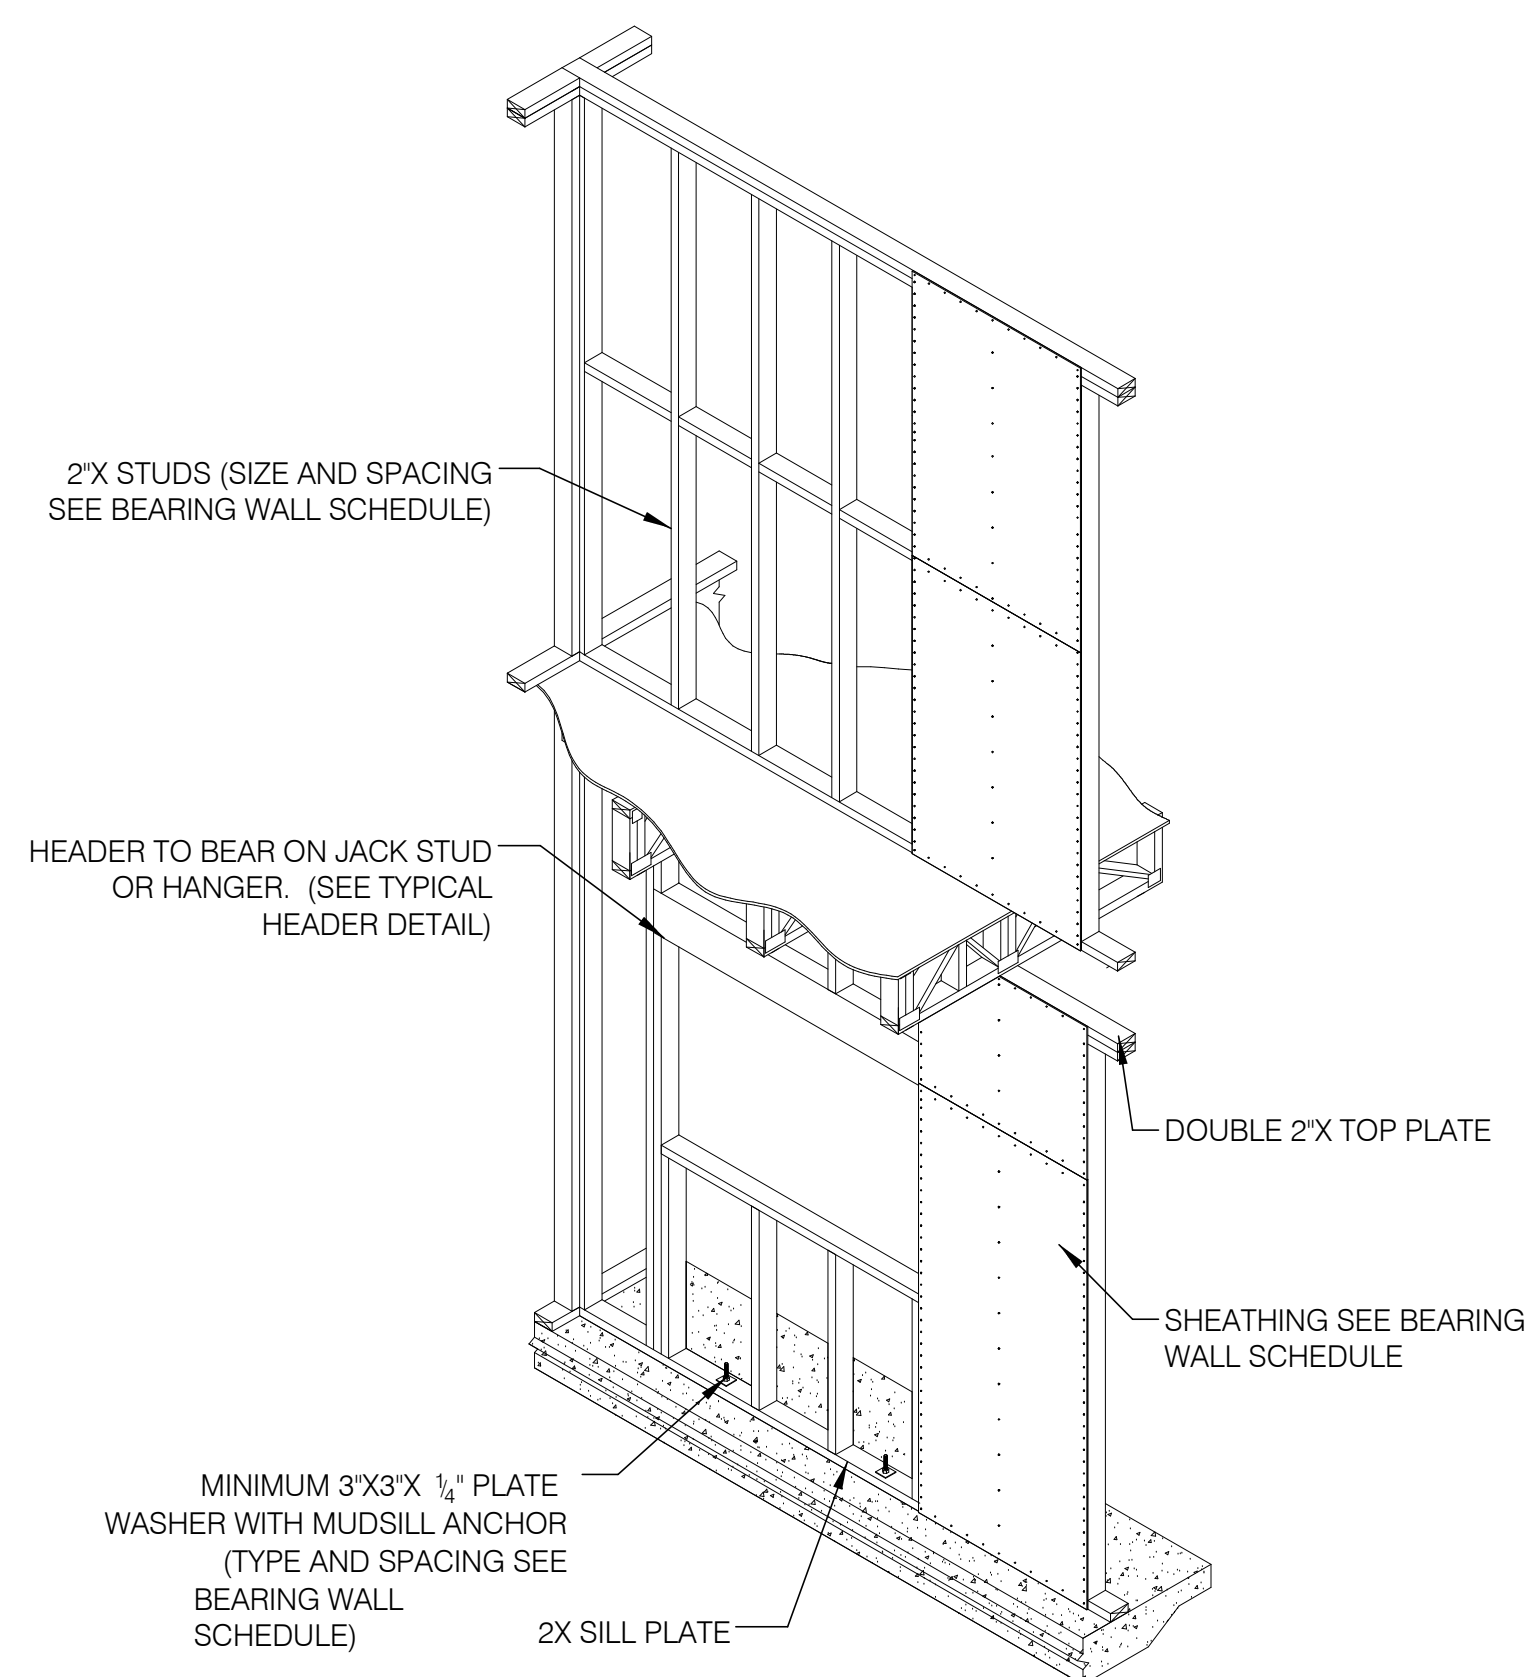 2"X STUDS (SIZE AND SPACING
SEE BEARING WALL SCHEDULE)
HEADER TO BEAR ON JACK STUD
OR HANGER. (SEE TYPICAL
HEADER DETAIL)
DOUBLE 2"X TOP PLATE
SHEATHING SEE BEARING
WALL SCHEDULE
MINIMUM 3"X3"X 1/4" PLATE
WASHER WITH MUDSILL ANCHOR
(TYPE AND SPACING SEE
BEARING WALL
SCHEDULE)
2X SILL PLATE